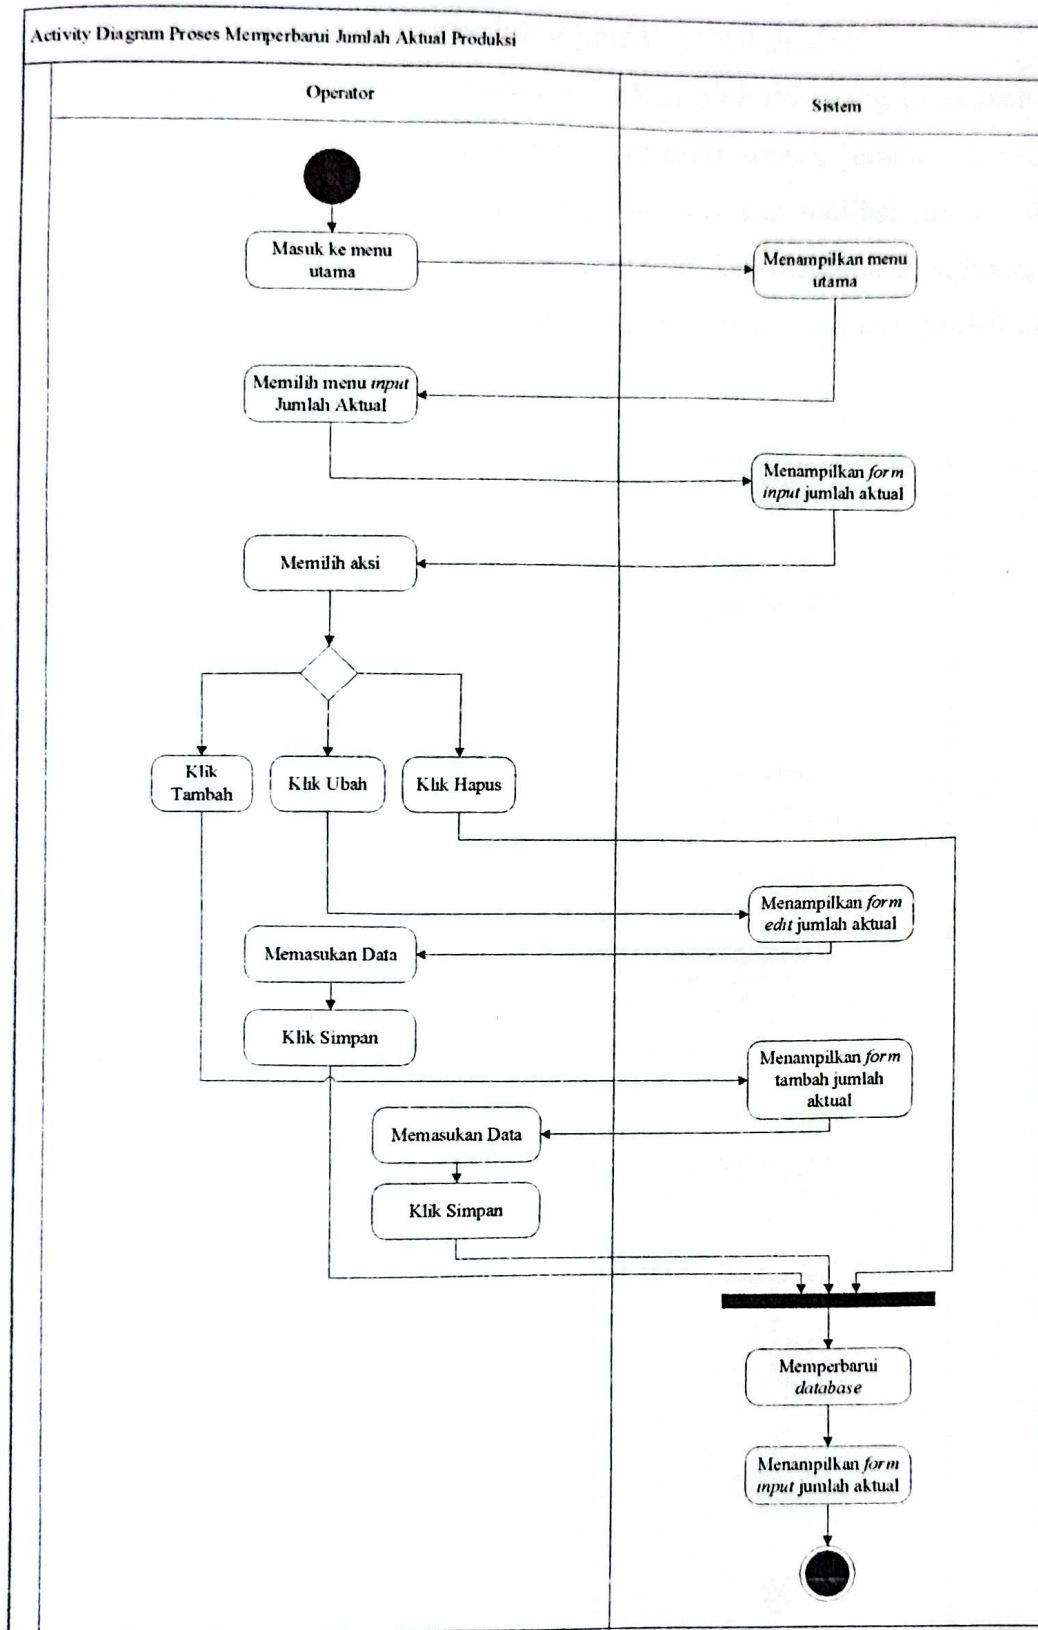 Activity Diagram Proses Memperbarui Jumlah Aktual Produksi
Operator
Sistem
Masuk ke menu
utama
Menampilkan menu
utama
Memilih menu input
Jumlah Aktual
Menampilkan form
input jumlah aktual
Memilih aksi
Klik
Tambah
Klik Ubah
Klik Hapus
Menampilkan form
edit jumlah aktual
Memasukan Data
Klik Simpan
Menampilkan form
tambah jumlah
aktual
Memasukan Data
Klik Simpan
Memperbarui
database
Menampilkan form
input jumlah aktual